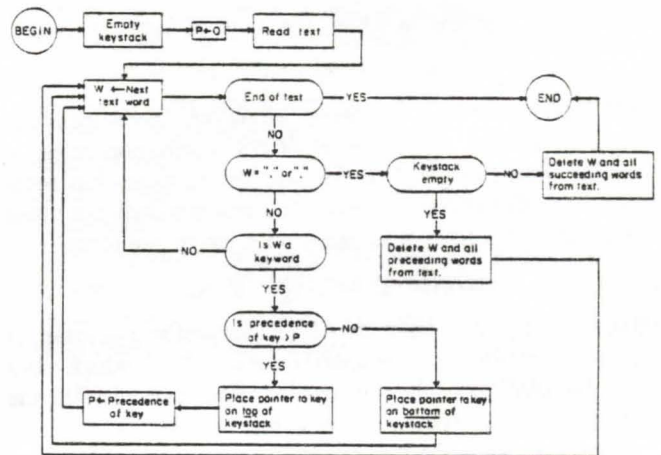 BEGIN
Empty
keystack
P←O
Read text
W ←Next
text word
End of text
YES
END
NO
W= "," or "."
YES
Keystack
empty
NO
Delete W and all
succeeding words
from text.
NO
YES
NO
Is W a
keyword
Delete W and all
preceeding words
from text.
YES
Is precedence
of key > P
NO
YES
P← Precedence
of key
Place pointer to key
on top of
keystack
Place pointer to key
on bottom of
keystack